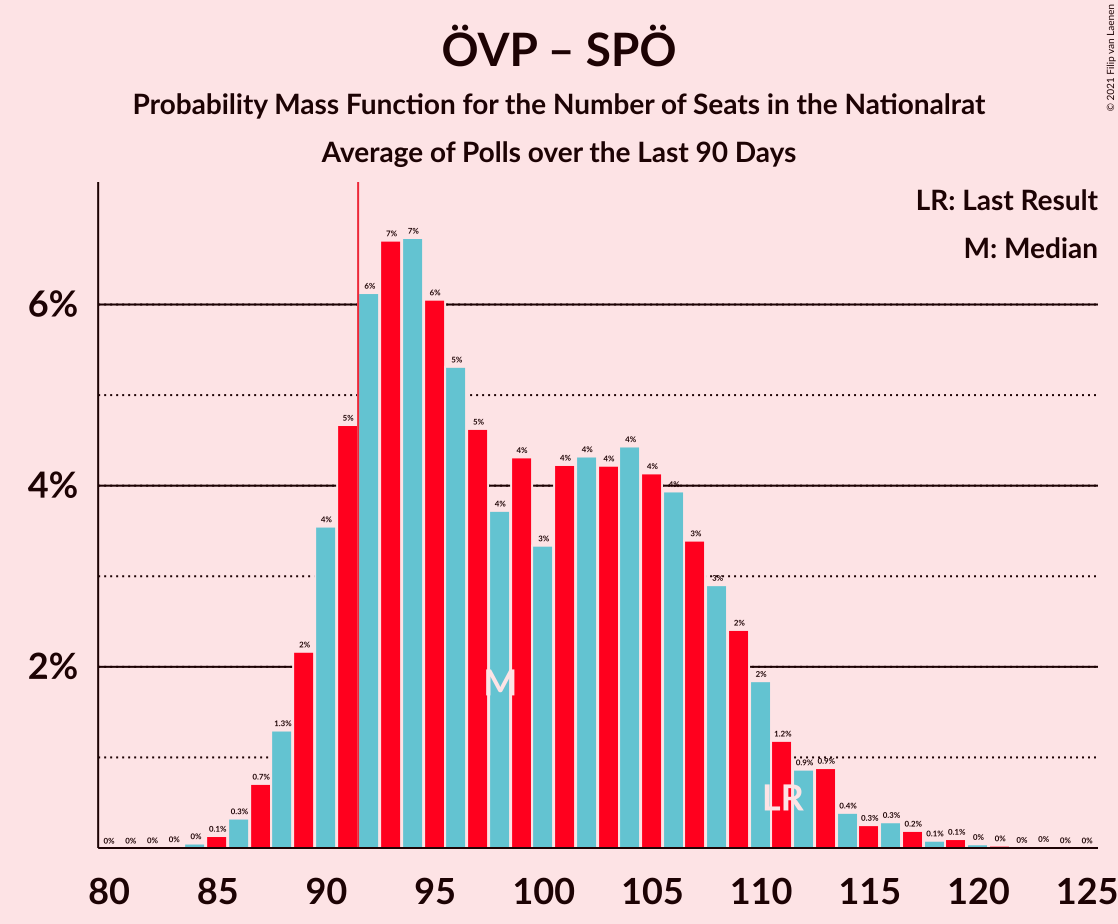 ÖVP – SPÖ
Probability Mass Function for the Number of Seats in the Nationalrat
Average of Polls over the Last 90 Days
© 2021 Filip van Laenen
LR: Last Result
M: Median
6%
4%
2%
0% 0% 0% 0% 0% 0.1% 0.3% 0.7% 1.3% 2% 4% 5% 6% 7% 7% 6% 5% 5% 4% 4% 3% 4% 4% 4% 4% 4% 4% 3% 3% 2% 2% 1.2% 0.9% 0.9% 0.4% 0.3% 0.3% 0.2% 0.1% 0.1% 0% 0% 0% 0% 0% 0%
M
LR
80 85 90 95 100 105 110 115 120 125